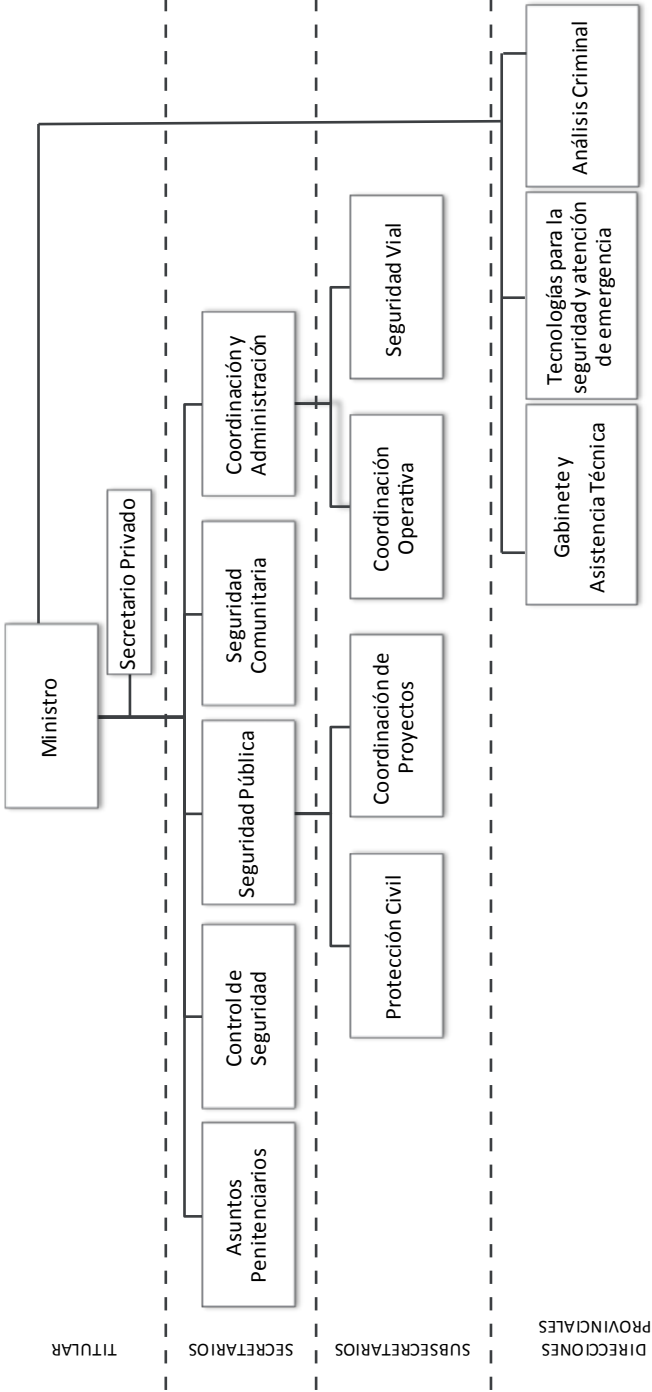 TITULAR
Ministro
Secretario Privado
SECRETARIOS
Asuntos
Penitenciarios
Control de
Seguridad
Seguridad Pública
Seguridad
Comunitaria
Coordinación y
Administración
SUBSECRETARIOS
Protección Civil
Coordinación de
Proyectos
Coordinación
Operativa
Seguridad Vial
DIRECCIONES
PROVINCIALES
Gabinete y
Asistencia Técnica
Tecnologías para la
seguridad y atención
de emergencia
Análisis Criminal